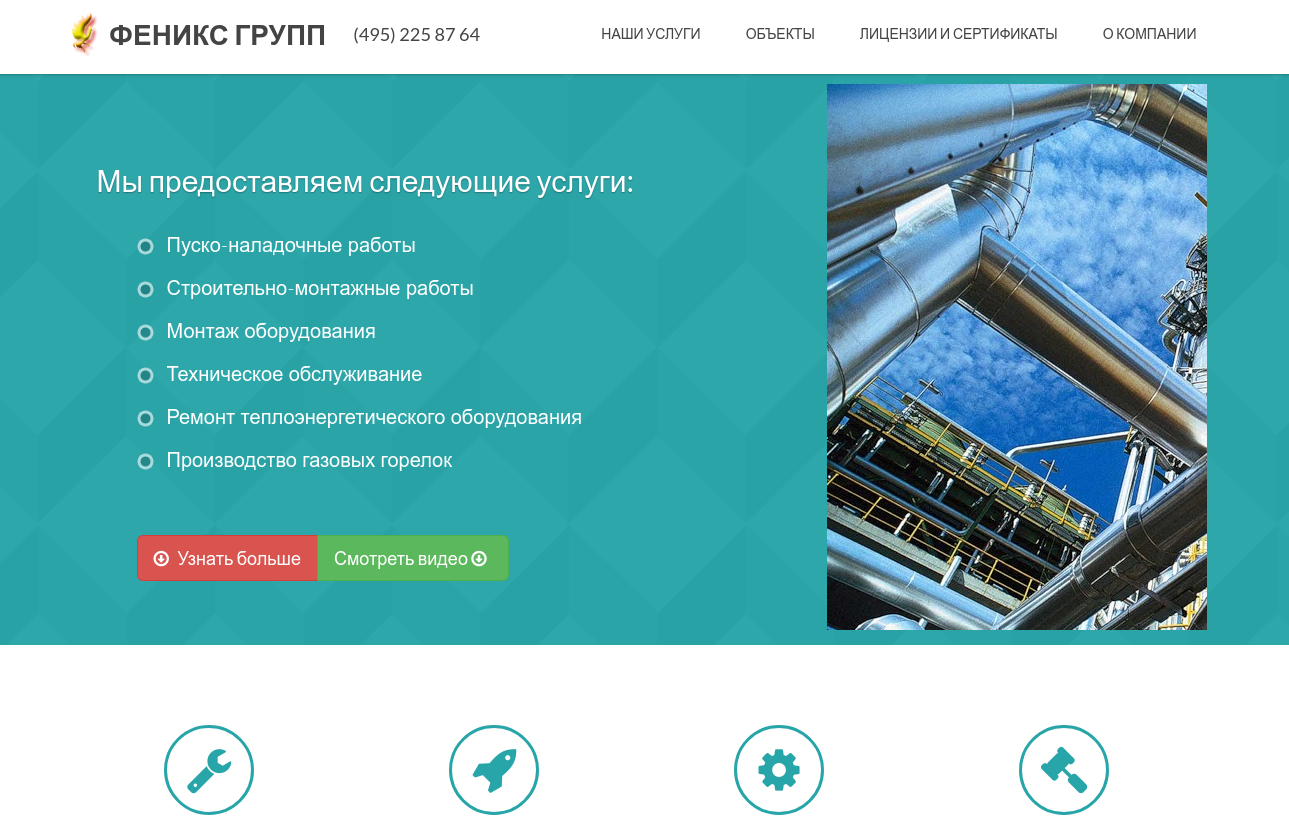 ФЕНИКС ГРУПП (495) 225 87 64 НАШИ УСЛУГИ ОБЪЕКТЫ ЛИЦЕНЗИИ И СЕРТИФИКАТЫ О КОМПАНИИ
Мы предоставляем следующие услуги:
Пуско-наладочные работы
Строительно-монтажные работы
Монтаж оборудования
Техническое обслуживание
Ремонт теплоэнергетического оборудования
Производство газовых горелок
Узнать больше Смотреть видео